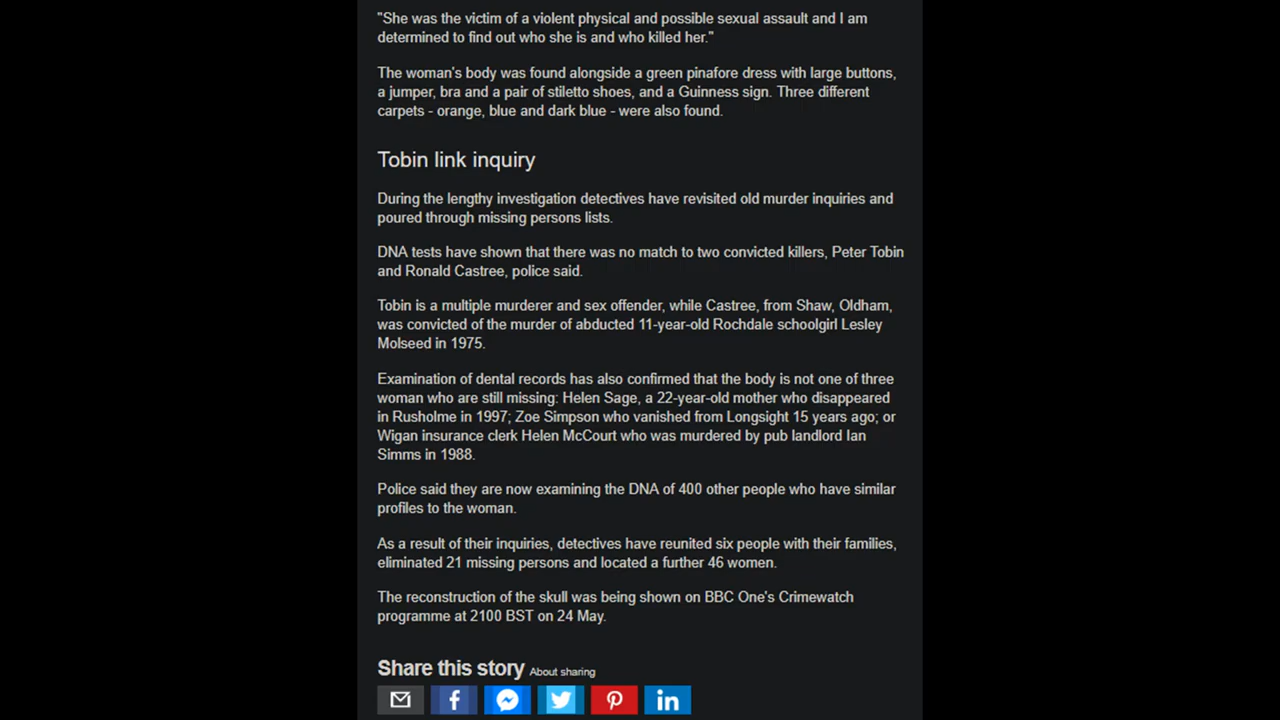 "She was the victim of a violent physical and possible sexual assault and I am
determined to find out who she is and who killed her."
The woman's body was found alongside a green pinafore dress with large buttons,
a jumper, bra and a pair of stiletto shoes, and a Guinness sign. Three different
carpets - orange, blue and dark blue - were also found.
Tobin link inquiry
During the lengthy investigation detectives have revisited old murder inquiries and
poured through missing persons lists.
DNA tests have shown that there was no match to two convicted killers, Peter Tobin
and Ronald Castree, police said.
Tobin is a multiple murderer and sex offender, while Castree, from Shaw, Oldham,
was convicted of the murder of abducted 11-year-old Rochdale schoolgirl Lesley
Molseed in 1975.
Examination of dental records has also confirmed that the body is not one of three
woman who are still missing: Helen Sage, a 22-year-old mother who disappeared
in Rusholme in 1997; Zoe Simpson who vanished from Longsight 15 years ago; or
Wigan insurance clerk Helen McCourt who was murdered by pub landlord Ian
Simms in 1988.
Police said they are now examining the DNA of 400 other people who have similar
profiles to the woman.
As a result of their inquiries, detectives have reunited six people with their families,
eliminated 21 missing persons and located a further 46 women.
The reconstruction of the skull was being shown on BBC One's Crimewatch
programme at 2100 BST on 24 May.
Share this story About sharing